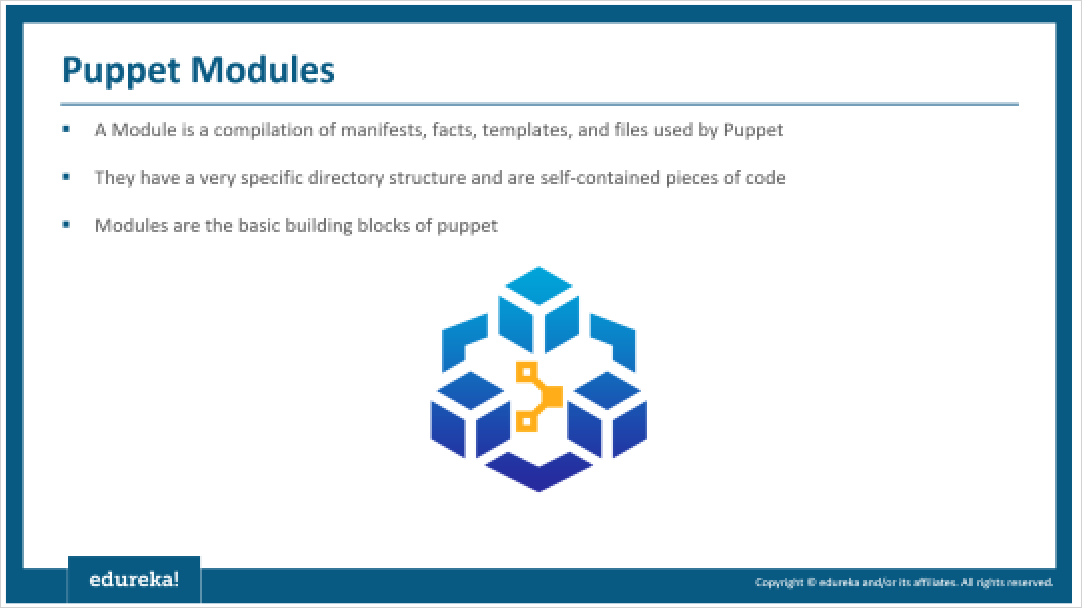 Puppet Modules
A Module is a compilation of manifests, facts, templates, and files used by Puppet
They have a very specific directory structure and are self-contained pieces of code
Modules are the basic building blocks of puppet
edureka!
Copyright © edureka and/or its affiliates. All rights reserved.